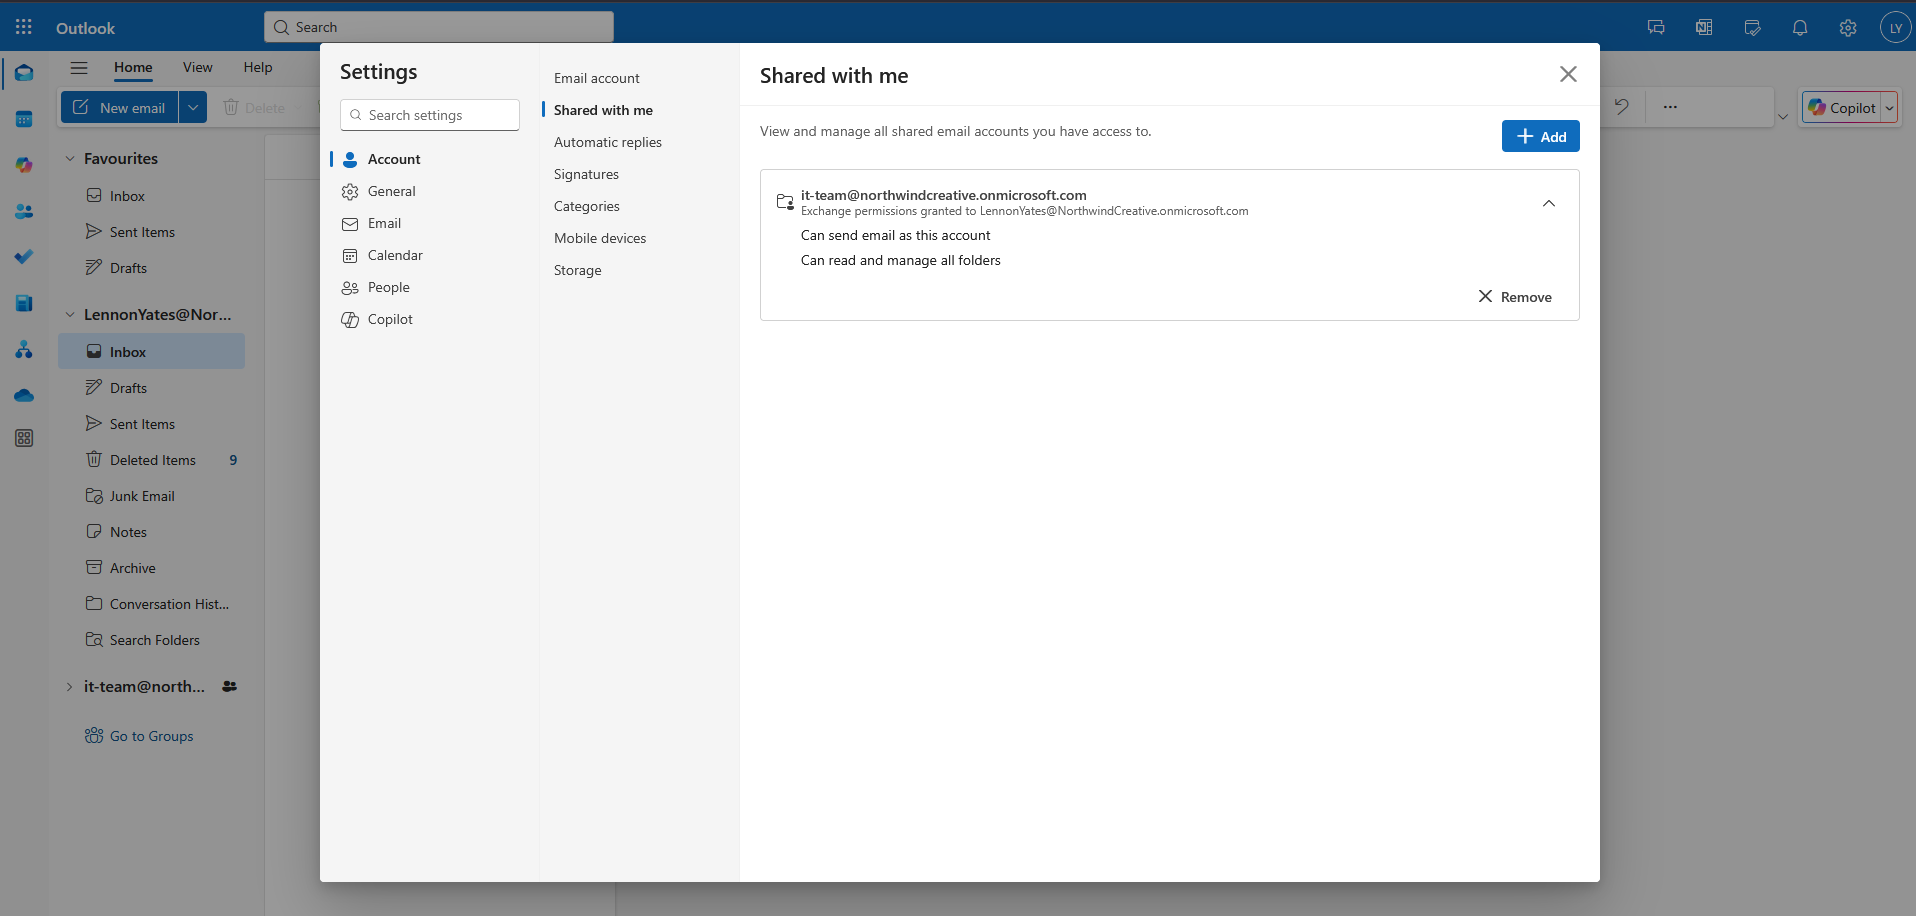 Outlook
Search
LY
Home
View
Help
New email
Delete
Copilot
Favourites
Inbox
Sent Items
Drafts
LennonYates@Nor...
Inbox
Drafts
Sent Items
Deleted Items 9
Junk Email
Notes
Archive
Conversation Hist...
Search Folders
it-team@north...
Go to Groups
Settings
Search settings
Account
General
Email
Calendar
People
Copilot
Email account
Shared with me
Automatic replies
Signatures
Categories
Mobile devices
Storage
Shared with me
View and manage all shared email accounts you have access to.
Add
it-team@northwindcreative.onmicrosoft.com
Exchange permissions granted to LennonYates@NorthwindCreative.onmicrosoft.com
Can send email as this account
Can read and manage all folders
Remove